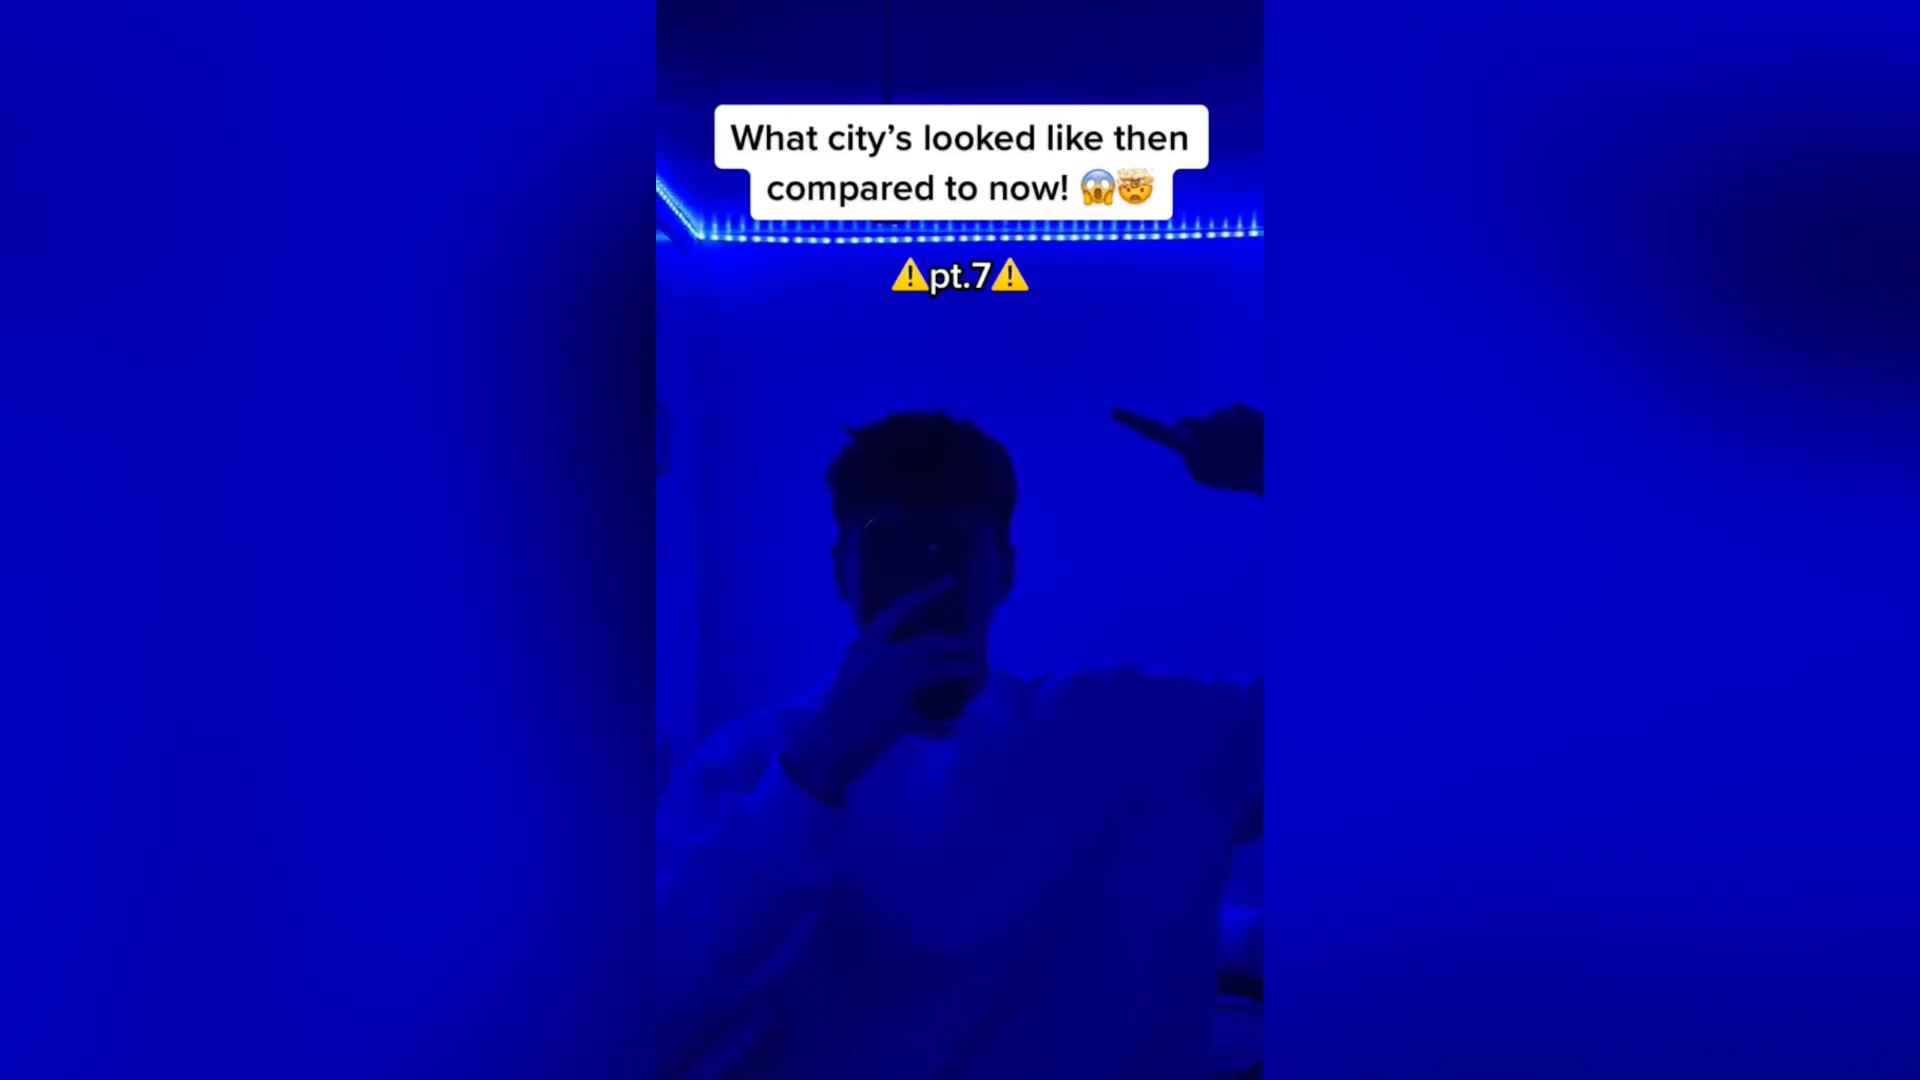 What city’s looked like then
compared to now! 😱🤯
⚠️pt.7⚠️